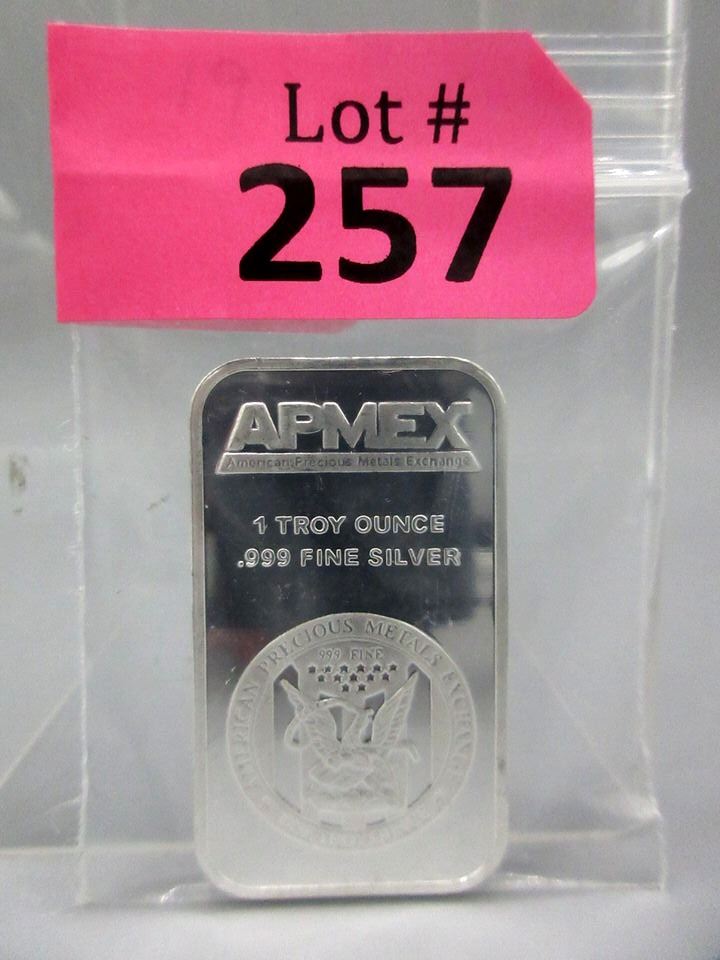 Lot #
257
APMEX
American Precious Metals Exchange
1 TROY OUNCE
.999 FINE SILVER
AMERICAN PRECIOUS METALS EXCHANGE
999 FINE